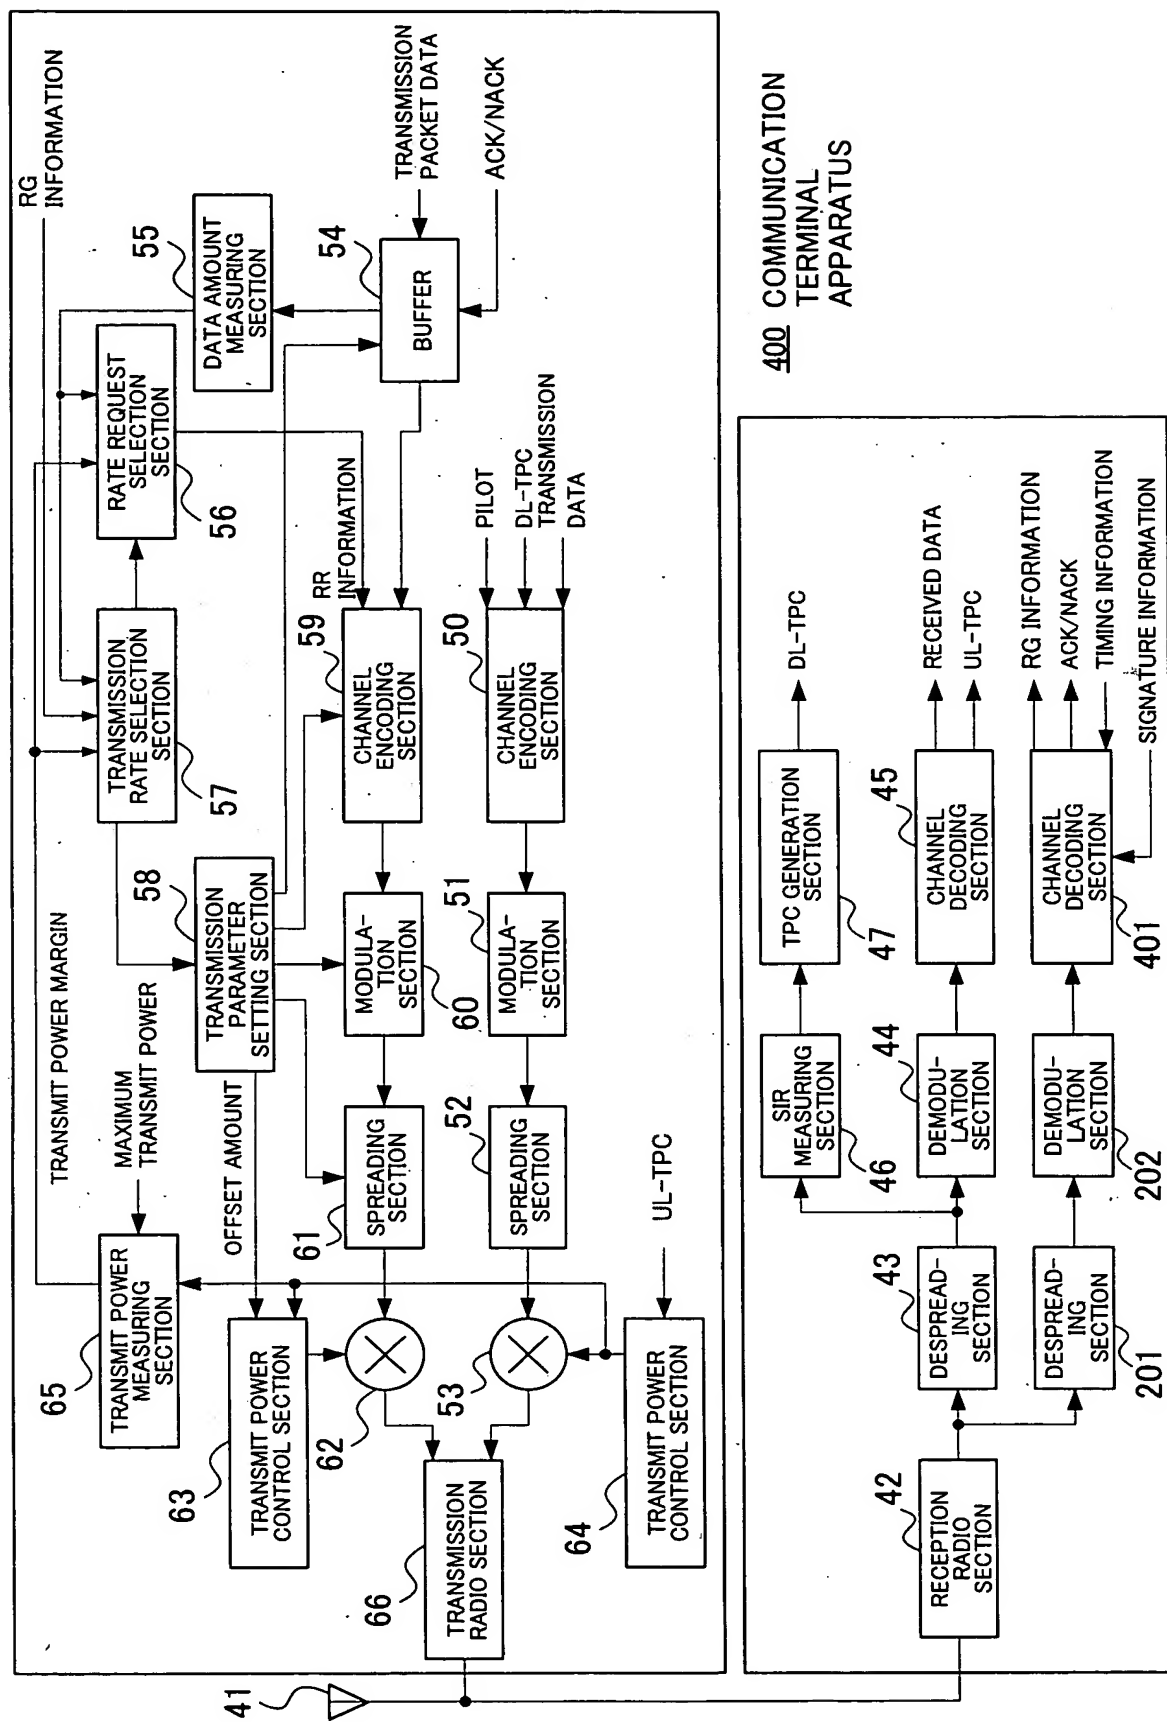 400 COMMUNICATION
TERMINAL
APPARATUS
41
66
TRANSMISSION
RADIO SECTION
65
TRANSMIT POWER
MEASURING
SECTION
TRANSMIT POWER MARGIN
MAXIMUM
TRANSMIT POWER
63
TRANSMIT POWER
CONTROL SECTION
OFFSET AMOUNT
62
53
64
TRANSMIT POWER
CONTROL SECTION
UL-TPC
58
TRANSMISSION
PARAMETER
SETTING SECTION
61
SPREADING
SECTION
52
SPREADING
SECTION
60
MODULA-
TION
SECTION
51
MODULA-
TION
SECTION
57
TRANSMISSION
RATE SELECTION
SECTION
59
CHANNEL
ENCODING
SECTION
50
CHANNEL
ENCODING
SECTION
RR
INFORMATION
PILOT
DL-TPC
TRANSMISSION
DATA
56
RATE REQUEST
SELECTION
SECTION
55
DATA AMOUNT
MEASURING
SECTION
54
BUFFER
RG
INFORMATION
TRANSMISSION
PACKET DATA
ACK/NACK
42
RECEPTION
RADIO
SECTION
43
DESPREAD-
ING
SECTION
201
DESPREAD-
ING
SECTION
46
SIR
MEASURING
SECTION
44
DEMODU-
LATION
SECTION
202
DEMODU-
LATION
SECTION
47
TPC GENERATION
SECTION
45
CHANNEL
DECODING
SECTION
401
CHANNEL
DECODING
SECTION
DL-TPC
RECEIVED DATA
UL-TPC
RG INFORMATION
ACK/NACK
TIMING INFORMATION
SIGNATURE INFORMATION